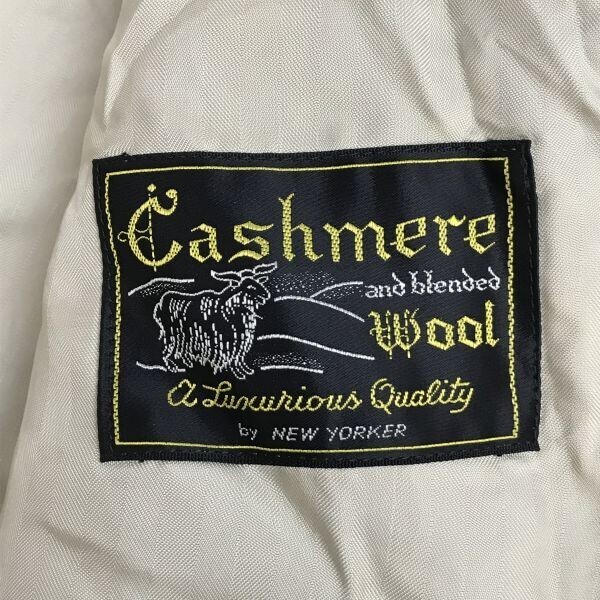 Cashmere
and blended
Wool
A Luxurious Quality
by NEW YORKER